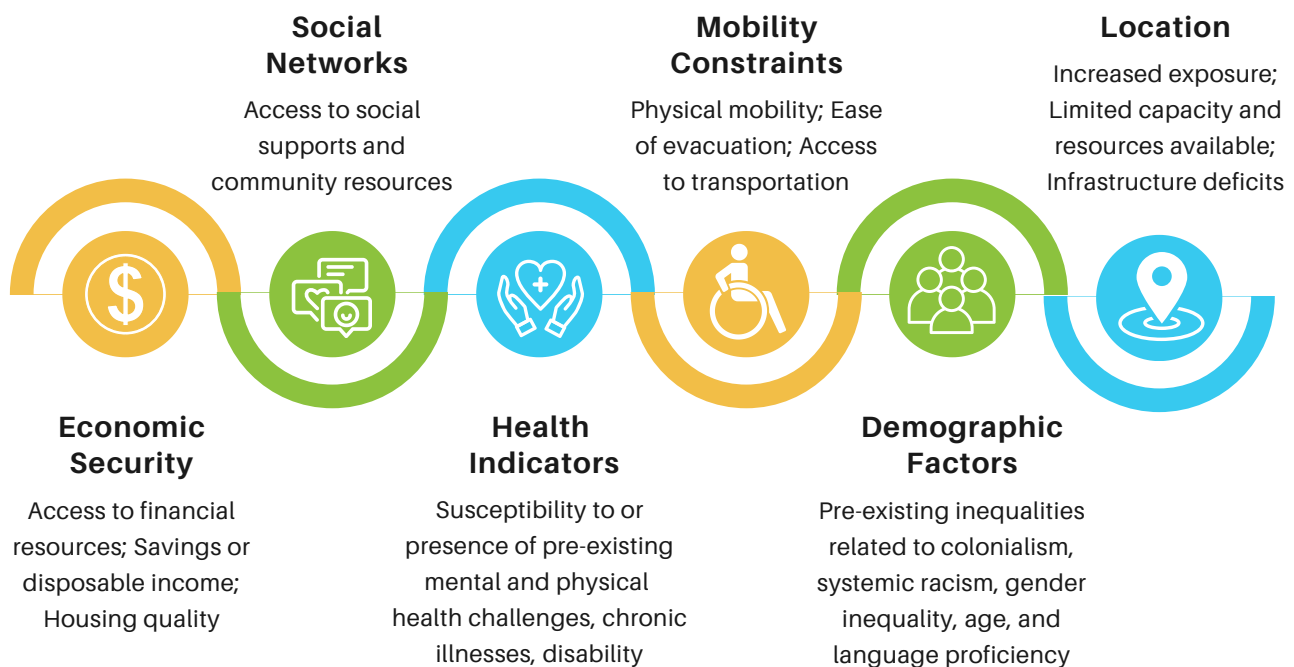 Social
Networks
Access to social
supports and
community resources
Mobility
Constraints
Physical mobility; Ease
of evacuation; Access
to transportation
Location
Increased exposure;
Limited capacity and
resources available;
Infrastructure deficits
$
Economic
Security
Access to financial
resources; Savings or
disposable income;
Housing quality
Health
Indicators
Susceptibility to or
presence of pre-existing
mental and physical
health challenges, chronic
illnesses, disability
Demographic
Factors
Pre-existing inequalities
related to colonialism,
systemic racism, gender
inequality, age, and
language proficiency